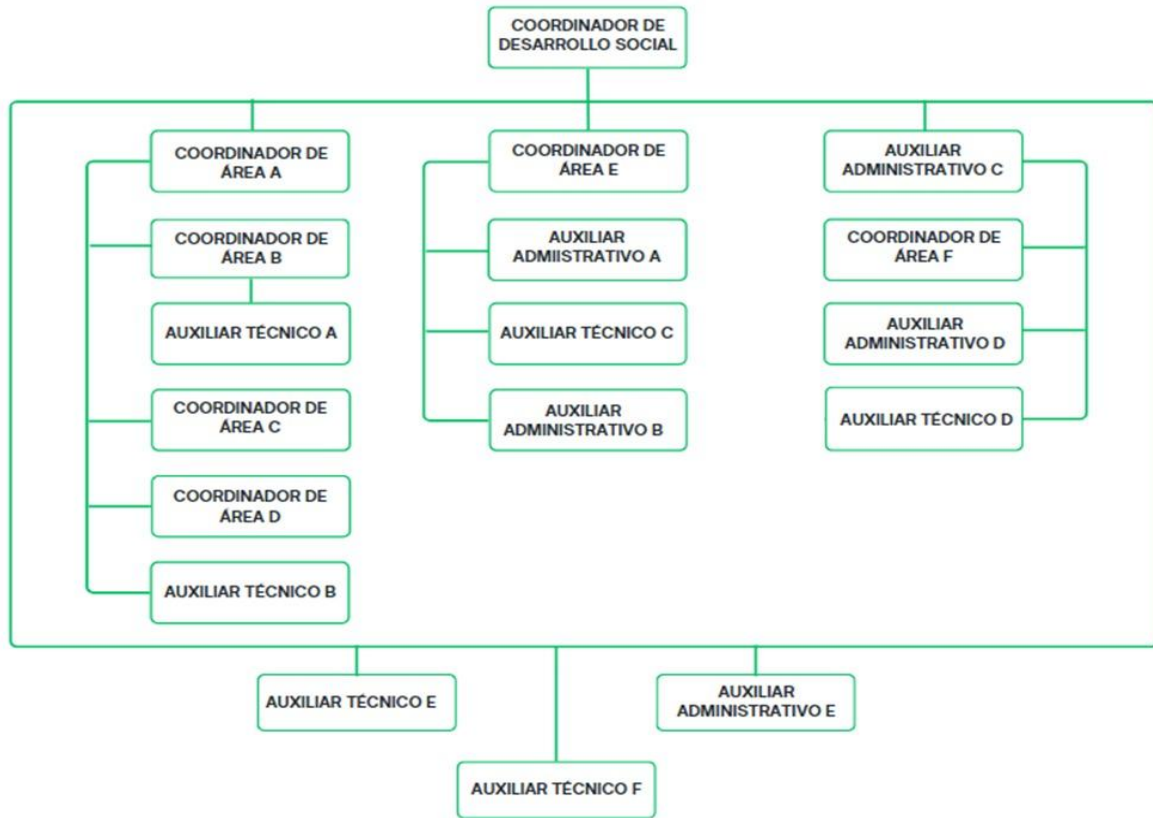 COORDINADOR DE
DESARROLLO SOCIAL
COORDINADOR DE
ÁREA A
COORDINADOR DE
ÁREA B
AUXILIAR TÉCNICO A
COORDINADOR DE
ÁREA C
COORDINADOR DE
ÁREA D
AUXILIAR TÉCNICO B
COORDINADOR DE
ÁREA E
AUXILIAR
ADMIISTRATIVO A
AUXILIAR TÉCNICO C
AUXILIAR
ADMINISTRATIVO B
AUXILIAR
ADMINISTRATIVO C
COORDINADOR DE
ÁREA F
AUXILIAR
ADMINISTRATIVO D
AUXILIAR TÉCNICO D
AUXILIAR TÉCNICO E
AUXILIAR
ADMINISTRATIVO E
AUXILIAR TÉCNICO F